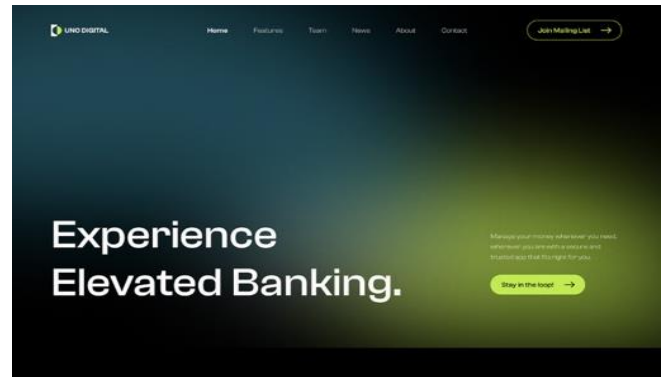 UNO DIGITAL
Home Features Team News About Contact
Join Mailing List
Experience
Elevated Banking.
Manage your money wherever you need,
wherever you are with a secure and
trusted app that fits right for you.
Stay in the loop!